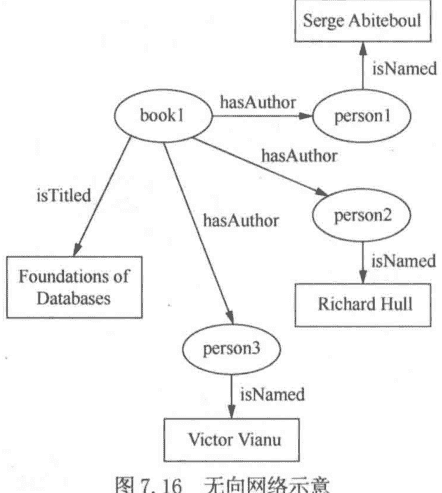 Serge Abiteboul
isNamed
book1
hasAuthor
person1
hasAuthor
isTitled
hasAuthor
person2
isNamed
Foundations of
Databases
Richard Hull
person3
isNamed
Victor Vianu
图 7.16 无向网络示意